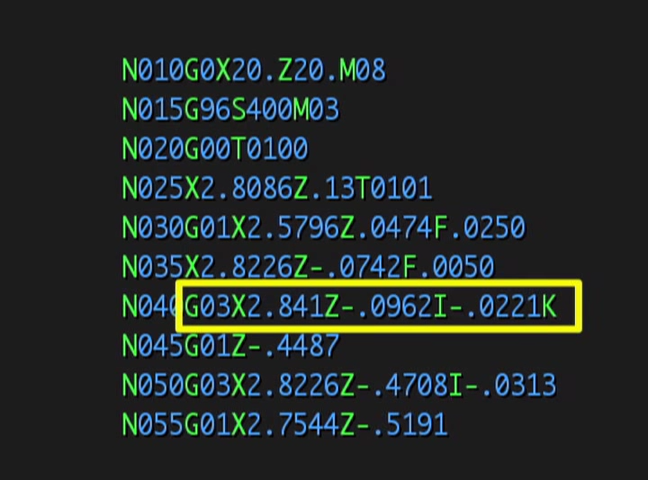 N010G0X20.Z20.M08
N015G96S400M03
N020G00T0100
N025X2.8086Z.13T0101
N030G01X2.5796Z.0474F.0250
N035X2.8226Z-.0742F.0050
N040G03X2.841Z-.0962I-.0221K
N045G01Z-.4487
N050G03X2.8226Z-.4708I-.0313
N055G01X2.7544Z-.5191